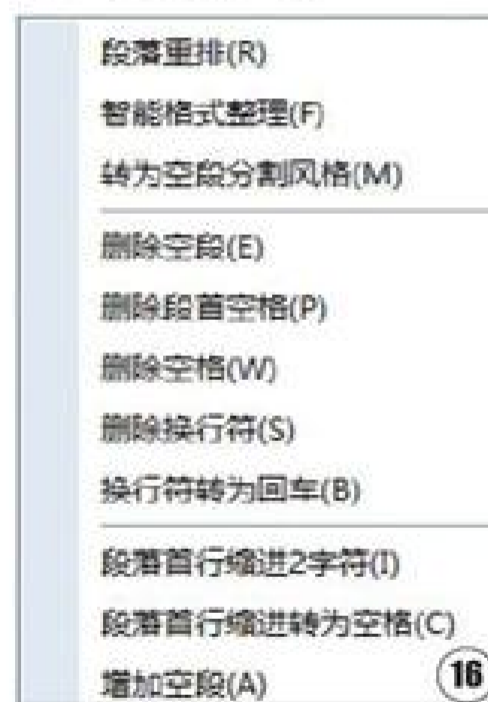 段落重排(R)
智能格式整理(F)
转为空段分割风格(M)
删除空段(E)
删除段首空格(P)
删除空格(W)
删除换行符(S)
换行符转为回车(B)
段落首行缩进2字符(I)
段落首行缩进转为空格(C)
增加空段(A)
16